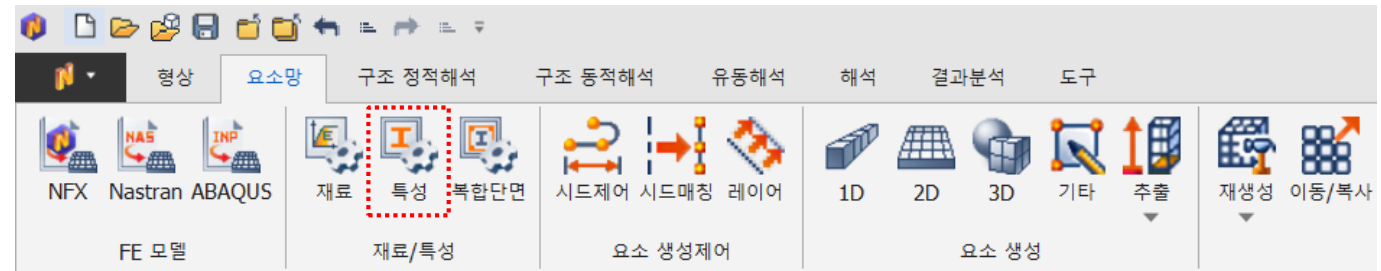 형상 요소망 구조 정적해석 구조 동적해석 유동해석 해석 결과분석 도구
NAS INP
NFX Nastran ABAQUS 재료 특성 복합단면 시드제어 시드매칭 레이어 1D 2D 3D 기타 추출 재생성 이동/복사
FE 모델 재료/특성 요소 생성제어 요소 생성